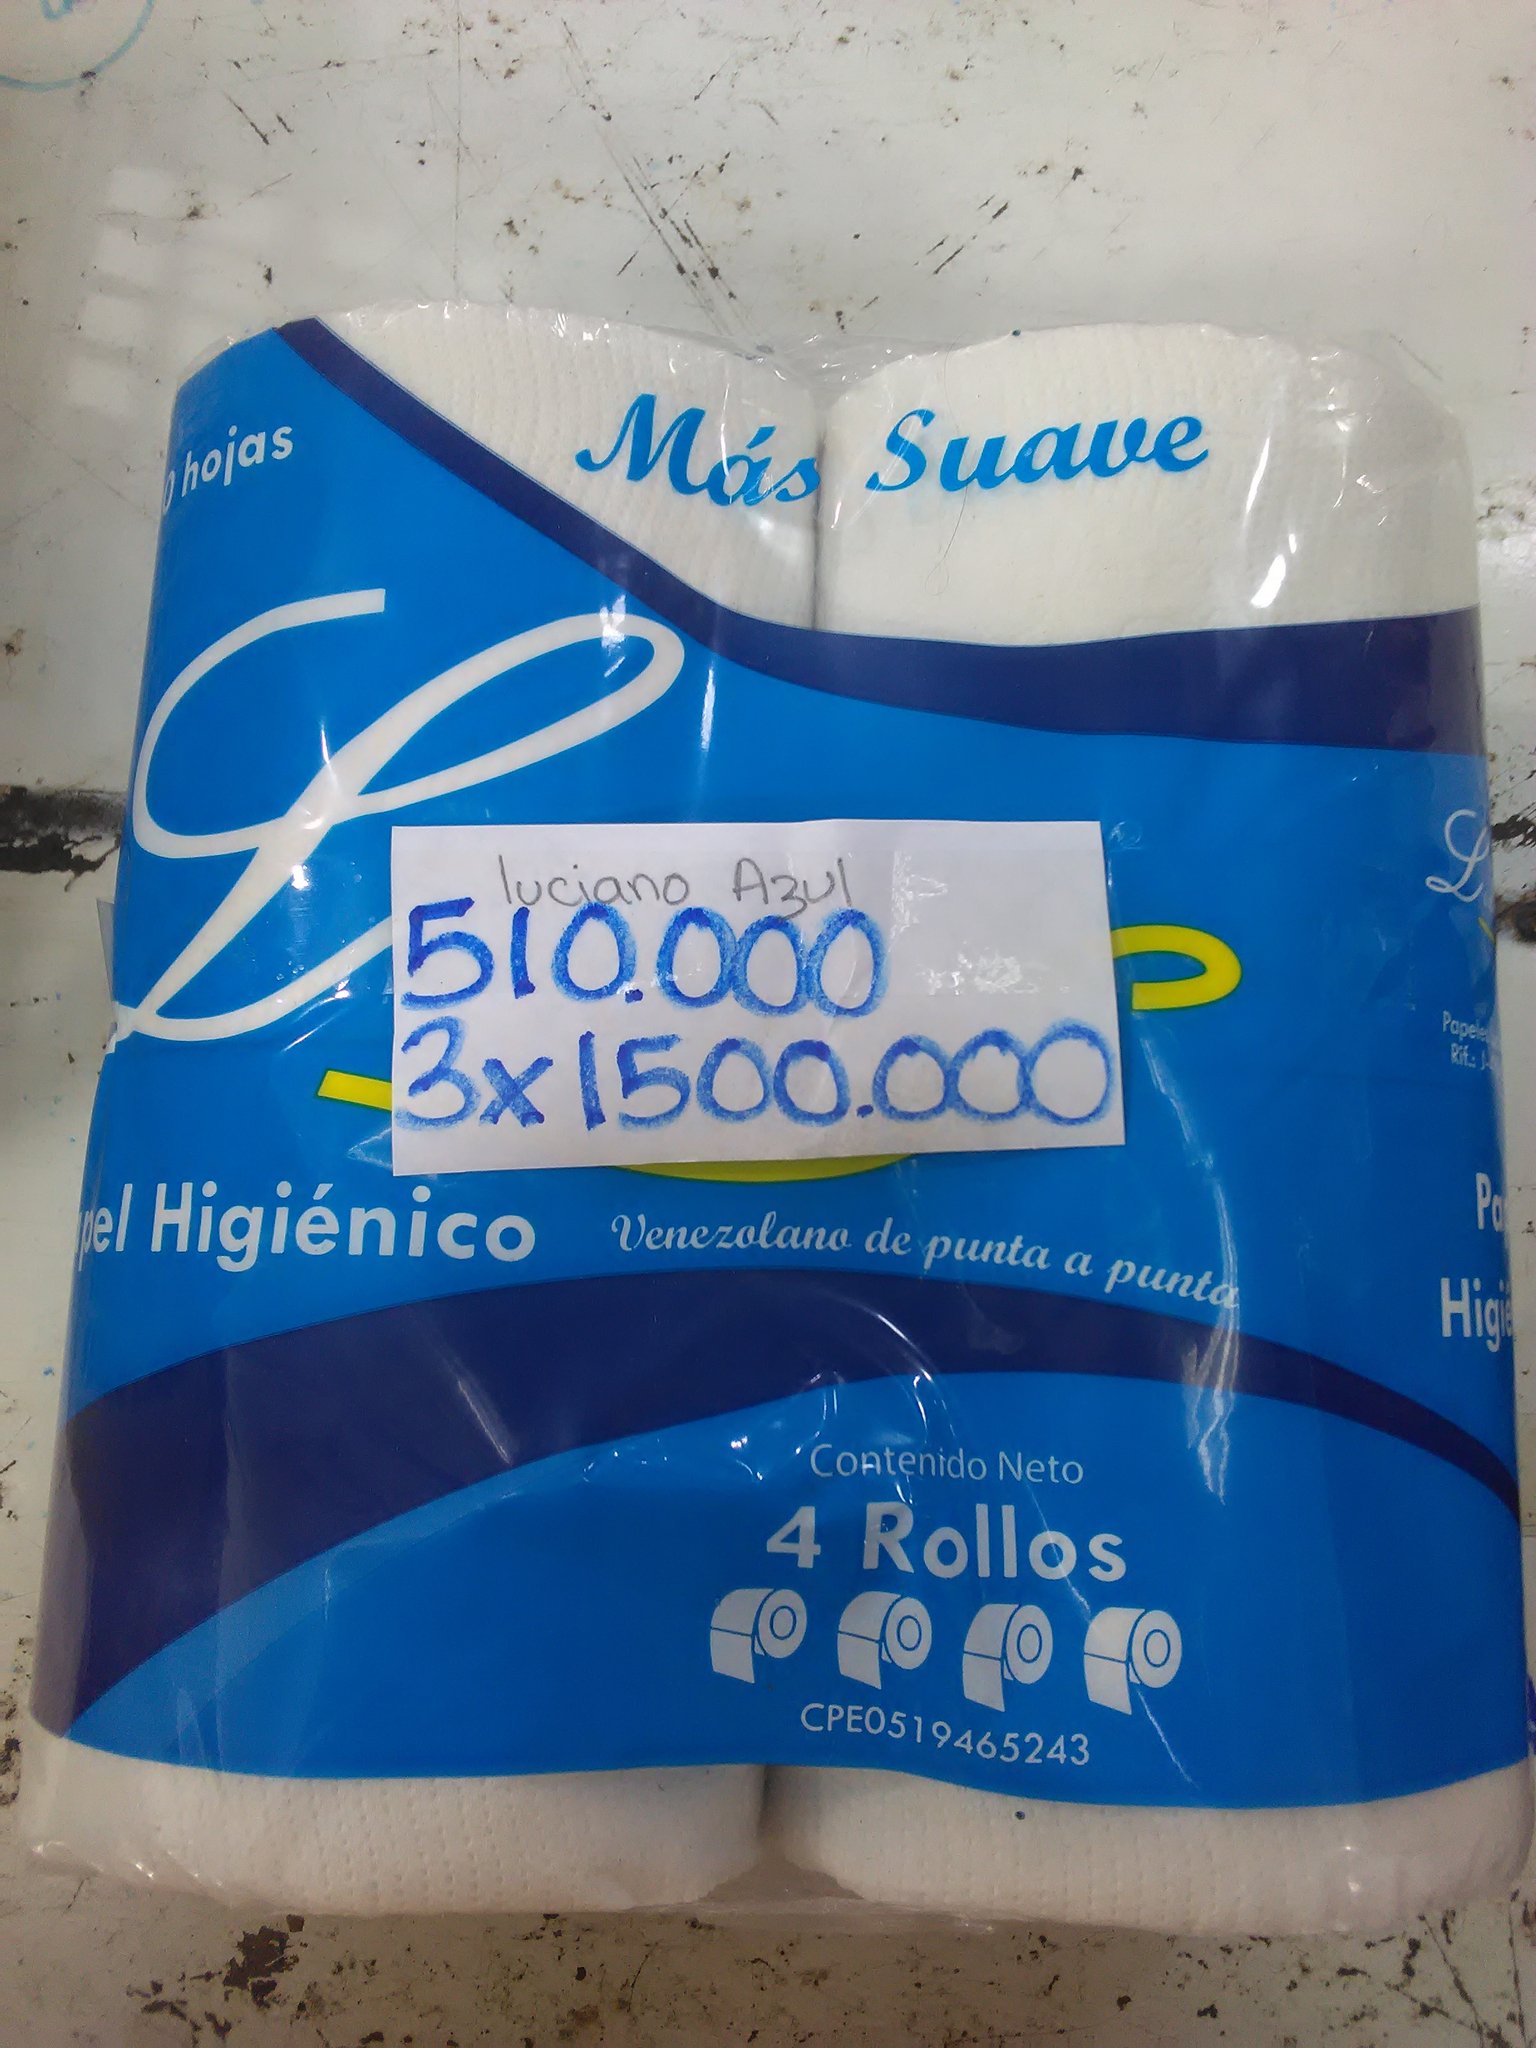 hojas
Más Suave
luciano Azul
510.000
3x1500.000
Higiénico
Venezolano de punta a punta
Contenido Neto
4 Rollos
CPE0519465243
L
Rif.: J-